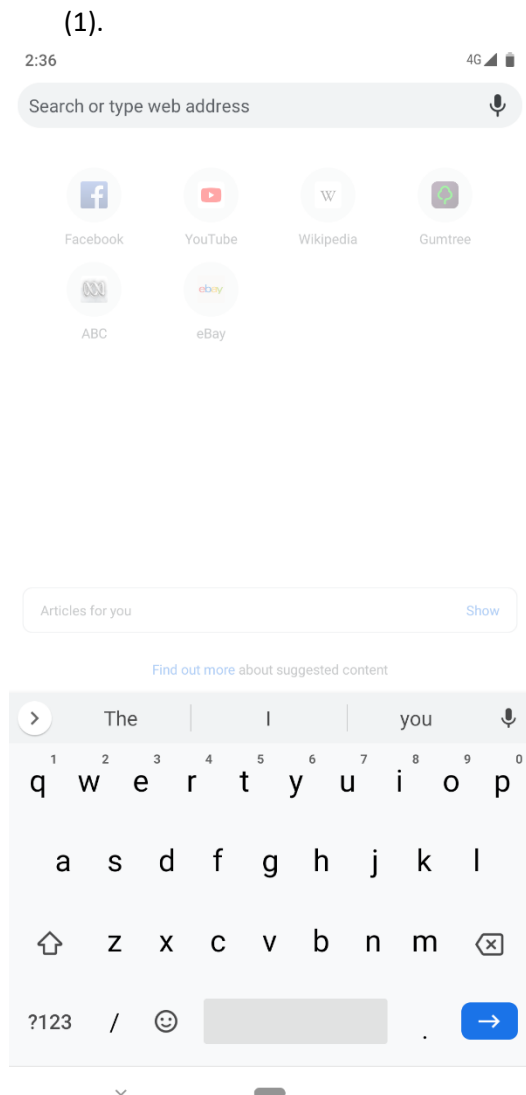 (1).
2:36 4G
Search or type web address
f W
Facebook YouTube Wikipedia Gumtree
ebay
ABC eBay
Articles for you Show
Find out more about suggested content
The I you
1 2 3 4 5 6 7 8 9 0
q w e r t y u i o p
a s d f g h j k l
z x c v b n m
?123 / .